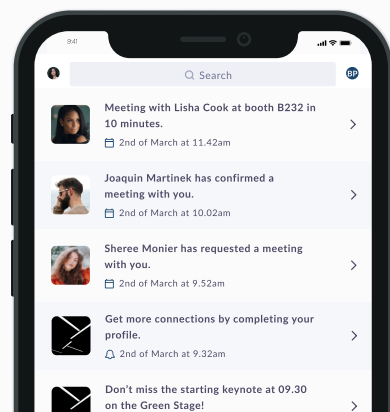 9:41
Search
BP
Meeting with Lisha Cook at booth B232 in
10 minutes.
2nd of March at 11.42am
Joaquin Martinek has confirmed a
meeting with you.
2nd of March at 10.02am
Sheree Monier has requested a meeting
with you.
2nd of March at 9.52am
Get more connections by completing your
profile.
2nd of March at 9.32am
Don't miss the starting keynote at 09.30
on the Green Stage!